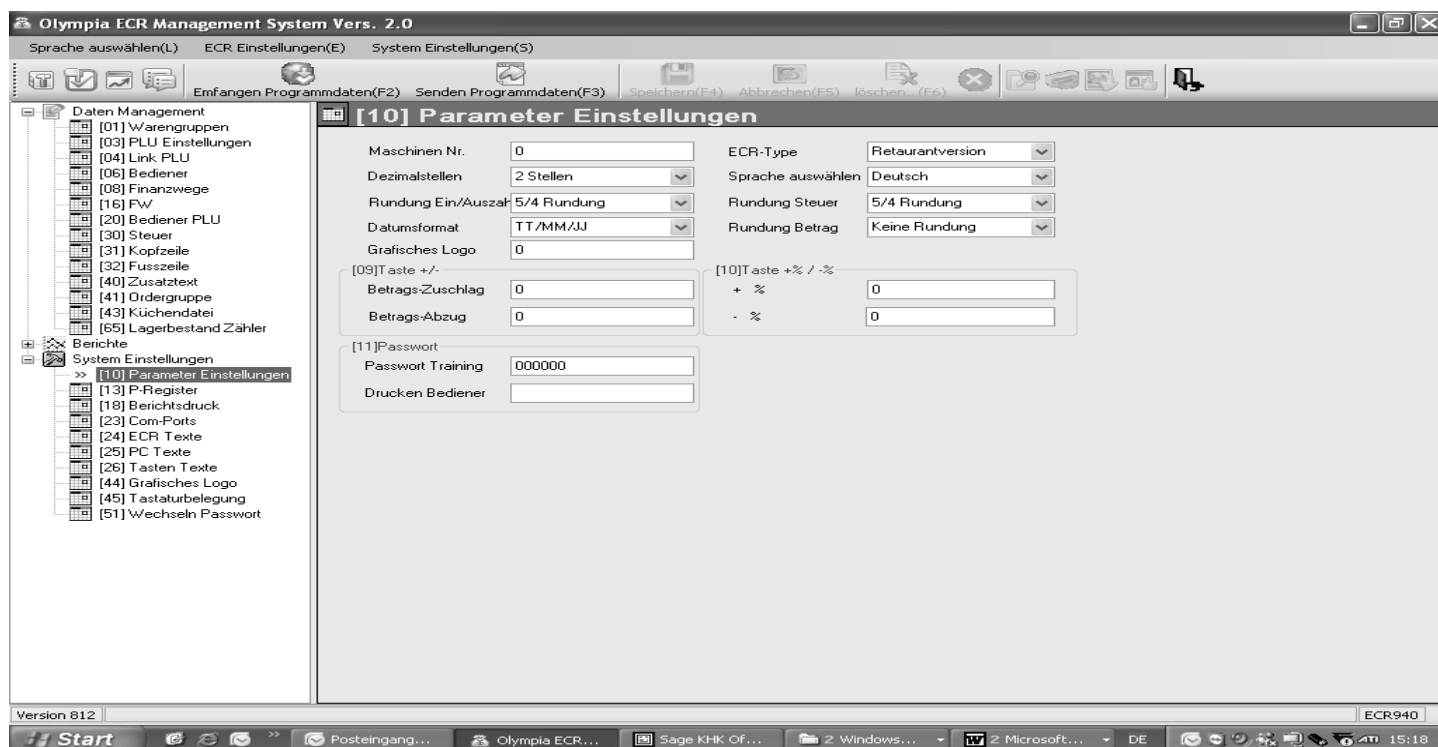 Olympia ECR Management System Vers. 2.0
Sprache auswählen(L) ECR Einstellungen(E) System Einstellungen(S)
Emfangen Programmdaten(F2) Senden Programmdaten(F3) Speichern(F4) Abbrechen(F5) löschen...(F6)
Daten Management
[01] Warengruppen
[03] PLU Einstellungen
[04] Link PLU
[06] Bediener
[08] Finanzwege
[16] FW
[20] Bediener PLU
[30] Steuer
[31] Kopfzeile
[32] Fusszeile
[40] Zusatztext
[41] Ordergruppe
[43] Küchendatei
[65] Lagerbestand Zähler
Berichte
System Einstellungen
>> [10] Parameter Einstellungen
[13] P-Register
[18] Berichtsdruck
[23] Com-Ports
[24] ECR Texte
[25] PC Texte
[26] Tasten Texte
[44] Grafisches Logo
[45] Tastaturbelegung
[51] Wechseln Passwort
[10] Parameter Einstellungen
Maschinen Nr. 0 ECR-Type Retaurantversion
Dezimalstellen 2 Stellen Sprache auswählen Deutsch
Rundung Ein/Auszah 5/4 Rundung Rundung Steuer 5/4 Rundung
Datumsformat TT/MM/JJ Rundung Betrag Keine Rundung
Grafisches Logo 0
[09]Taste +/- [10]Taste +% / -%
Betrags-Zuschlag 0 + % 0
Betrags-Abzug 0 - % 0
[11]Passwort
Passwort Training 000000
Drucken Bediener
Version 812 ECR940
Start >> Posteingang... Olympia ECR... Sage KHK Of... 2 Windows... 2 Microsoft... DE ATI 15:18